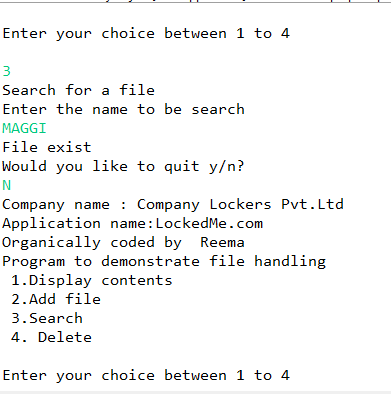 Enter your choice between 1 to 4
3
Search for a file
Enter the name to be search
MAGGI
File exist
Would you like to quit y/n?
N
Company name : Company Lockers Pvt.Ltd
Application name:LockedMe.com
Organically coded by  Reema
Program to demonstrate file handling
 1.Display contents
 2.Add file
 3.Search
 4. Delete
Enter your choice between 1 to 4